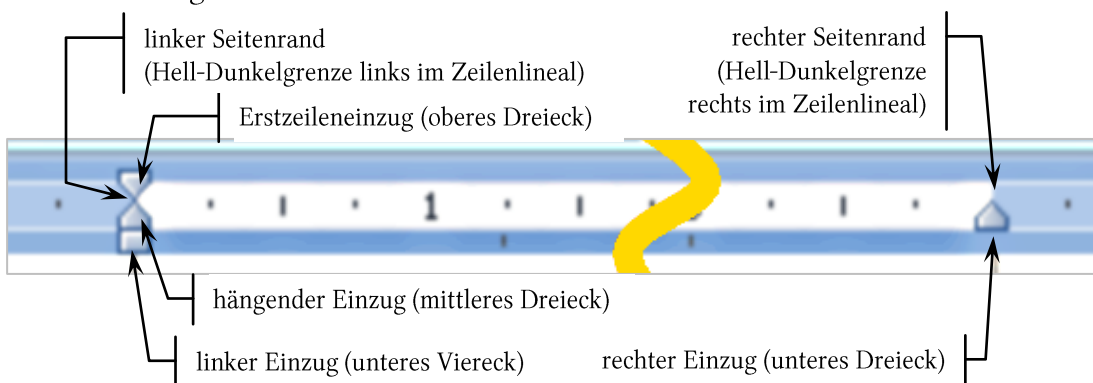 linker Seitenrand
(Hell-Dunkelgrenze links im Zeilenlineal)
rechter Seitenrand
(Hell-Dunkelgrenze
rechts im Zeilenlineal)
Erstzeileneinzug (oberes Dreieck)
1
hängender Einzug (mittleres Dreieck)
linker Einzug (unteres Viereck)
rechter Einzug (unteres Dreieck)